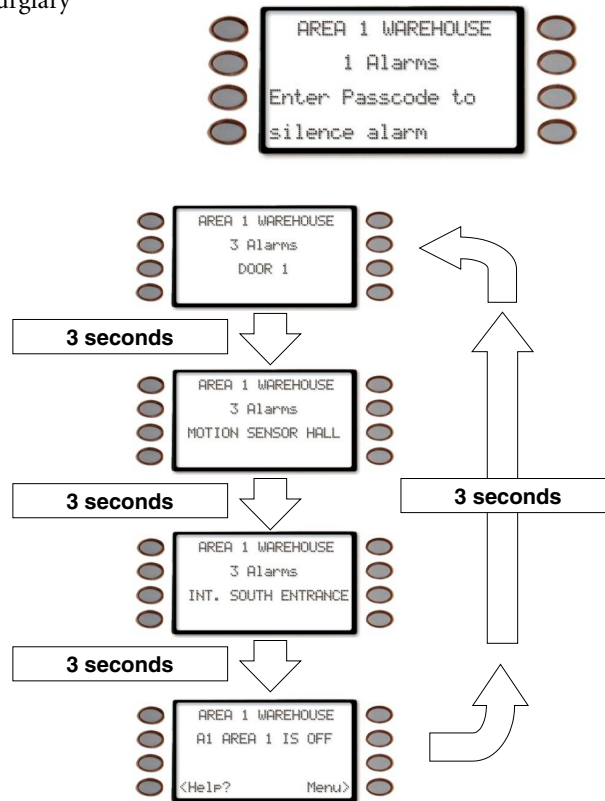 AREA 1 WAREHOUSE
1 Alarms
Enter Passcode to
silence alarm
AREA 1 WAREHOUSE
3 Alarms
DOOR 1
3 seconds
AREA 1 WAREHOUSE
3 Alarms
MOTION SENSOR HALL
3 seconds
3 seconds
AREA 1 WAREHOUSE
3 Alarms
INT. SOUTH ENTRANCE
3 seconds
AREA 1 WAREHOUSE
A1 AREA 1 IS OFF
<Help? Menu>